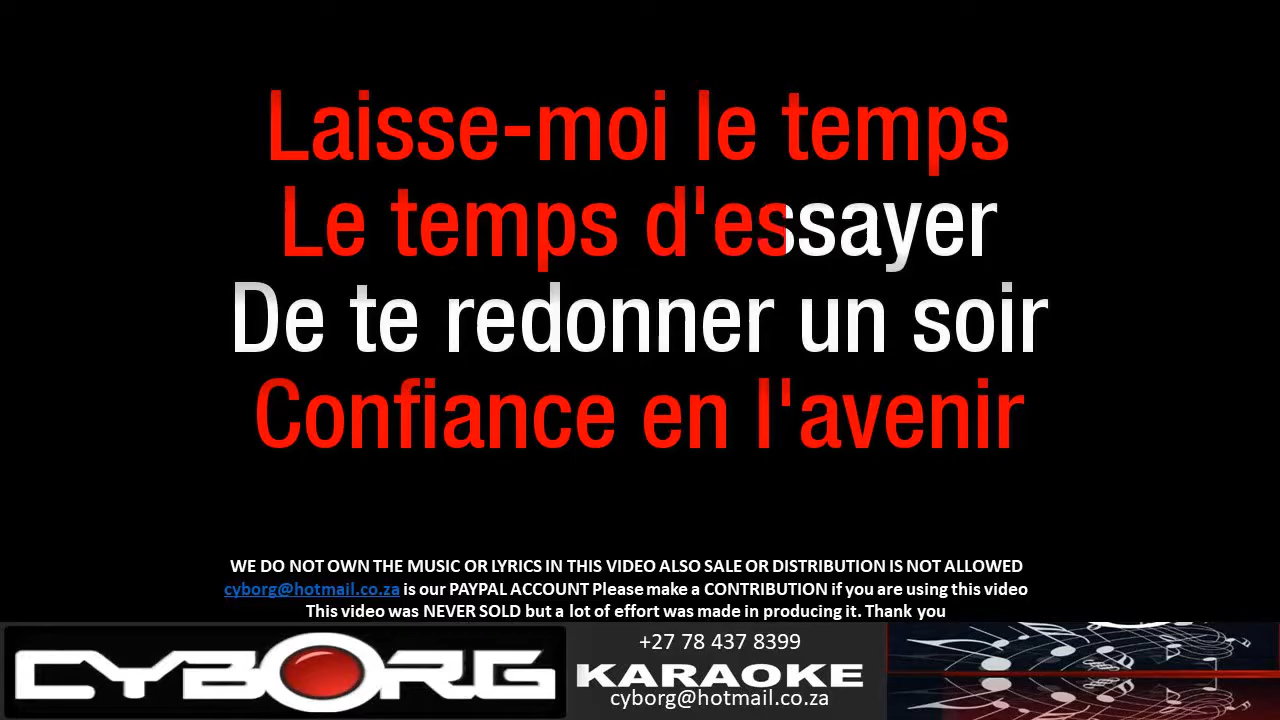 Laisse-moi le temps
Le temps d'essayer
De te redonner un soir
Confiance en l'avenir
WE DO NOT OWN THE MUSIC OR LYRICS IN THIS VIDEO ALSO SALE OR DISTRIBUTION IS NOT ALLOWED
cyborg@hotmail.co.za is our PAYPAL ACCOUNT Please make a CONTRIBUTION if you are using this video
This video was NEVER SOLD but a lot of effort was made in producing it. Thank you
CYBORG
+27 78 437 8399
KARAOKE
cyborg@hotmail.co.za